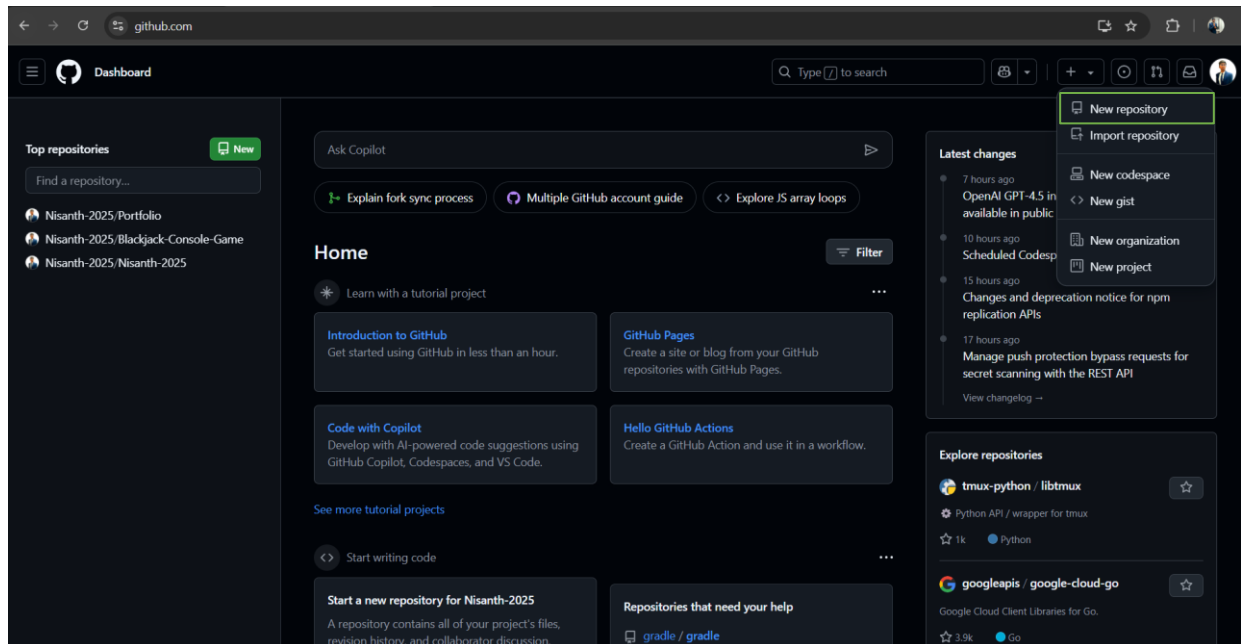 github.com
Dashboard
Type / to search
Top repositories
New
Find a repository...
Nisanth-2025/Portfolio
Nisanth-2025/Blackjack-Console-Game
Nisanth-2025/Nisanth-2025
Ask Copilot
Explain fork sync process
Multiple GitHub account guide
Explore JS array loops
Home
Filter
Learn with a tutorial project
Introduction to GitHub
Get started using GitHub in less than an hour.
GitHub Pages
Create a site or blog from your GitHub
repositories with GitHub Pages.
Code with Copilot
Develop with AI-powered code suggestions using
GitHub Copilot, Codespaces, and VS Code.
Hello GitHub Actions
Create a GitHub Action and use it in a workflow.
See more tutorial projects
Start writing code
Start a new repository for Nisanth-2025
A repository contains all of your project's files,
revision history, and collaborator discussion.
Repositories that need your help
gradle / gradle
New repository
Import repository
New codespace
New gist
New organization
New project
Latest changes
7 hours ago
OpenAI GPT-4.5 in
available in public
10 hours ago
Scheduled Codesp
15 hours ago
Changes and deprecation notice for npm
replication APIs
17 hours ago
Manage push protection bypass requests for
secret scanning with the REST API
View changelog →
Explore repositories
tmux-python / libtmux
Python API / wrapper for tmux
1k
Python
googleapis / google-cloud-go
Google Cloud Client Libraries for Go.
3.9k
Go